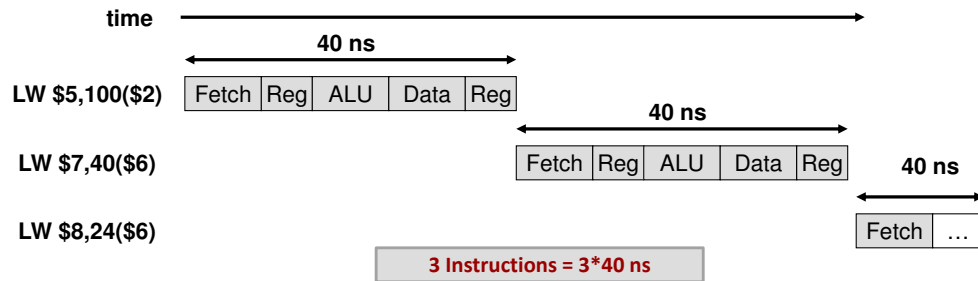 time
40 ns
LW $5,100($2) Fetch Reg ALU Data Reg
40 ns
LW $7,40($6) Fetch Reg ALU Data Reg
40 ns
LW $8,24($6) Fetch ...
3 Instructions = 3*40 ns